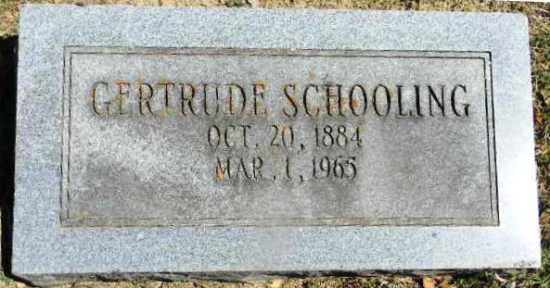 GERTRUDE SCHOOLING
OCT. 20, 1884
MAR. 1, 1965